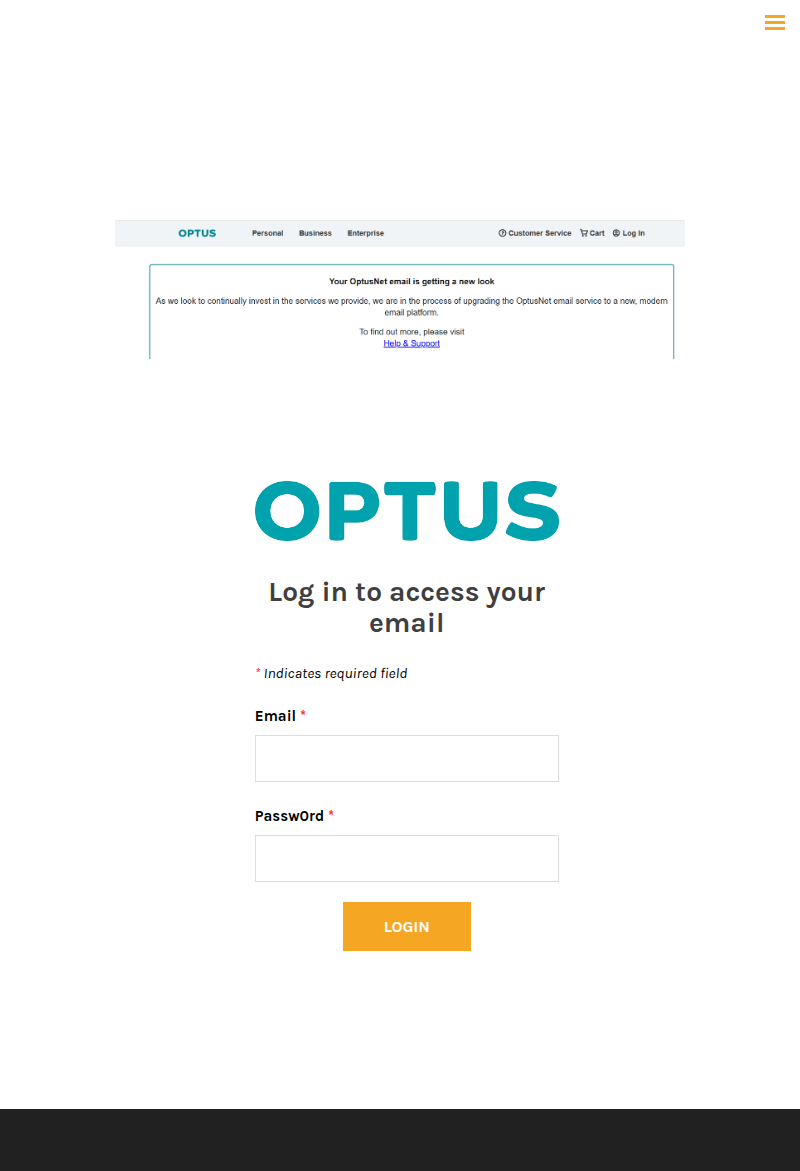 OPTUS Personal Business Enterprise Customer Service Cart Log In
Your OptusNet email is getting a new look
As we look to continually invest in the services we provide, we are in the process of upgrading the OptusNet email service to a new, modern
email platform.
To find out more, please visit
Help & Support
OPTUS
Log in to access your
email
* Indicates required field
Email *
Passw0rd *
LOGIN